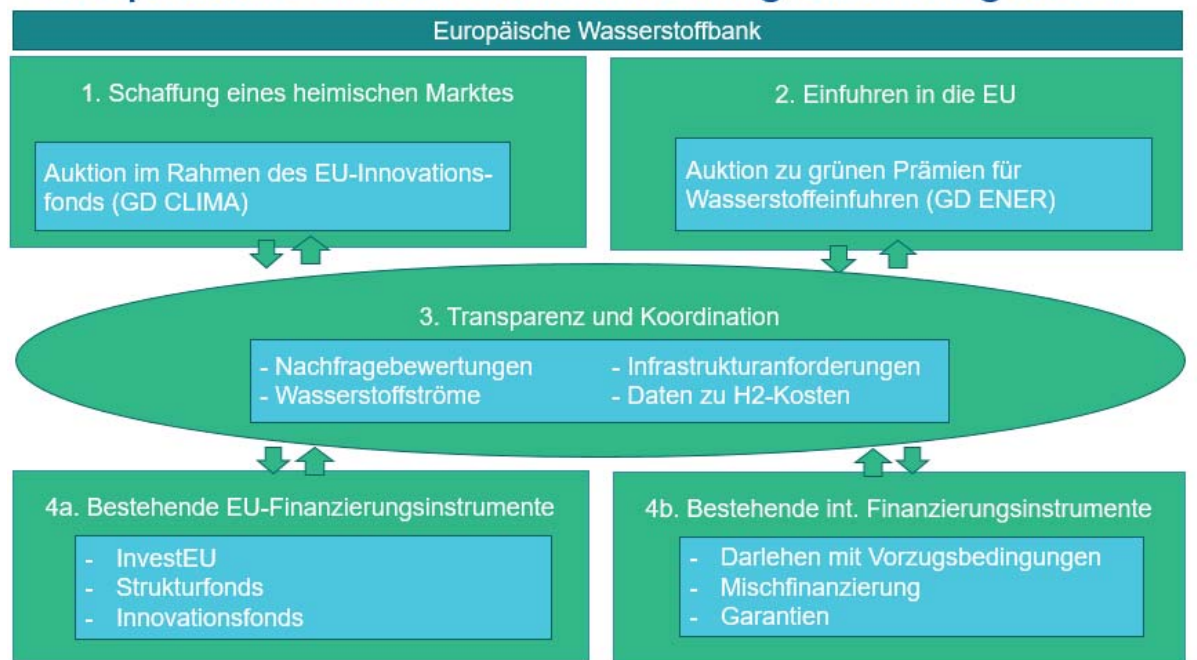 Europäische Wasserstoffbank
1. Schaffung eines heimischen Marktes
Auktion im Rahmen des EU-Innovations-
fonds (GD CLIMA)
2. Einfuhren in die EU
Auktion zu grünen Prämien für
Wasserstoffeinfuhren (GD ENER)
3. Transparenz und Koordination
- Nachfragebewertungen
- Wasserstoffströme
- Infrastrukturanforderungen
- Daten zu H2-Kosten
4a. Bestehende EU-Finanzierungsinstrumente
- InvestEU
- Strukturfonds
- Innovationsfonds
4b. Bestehende int. Finanzierungsinstrumente
- Darlehen mit Vorzugsbedingungen
- Mischfinanzierung
- Garantien